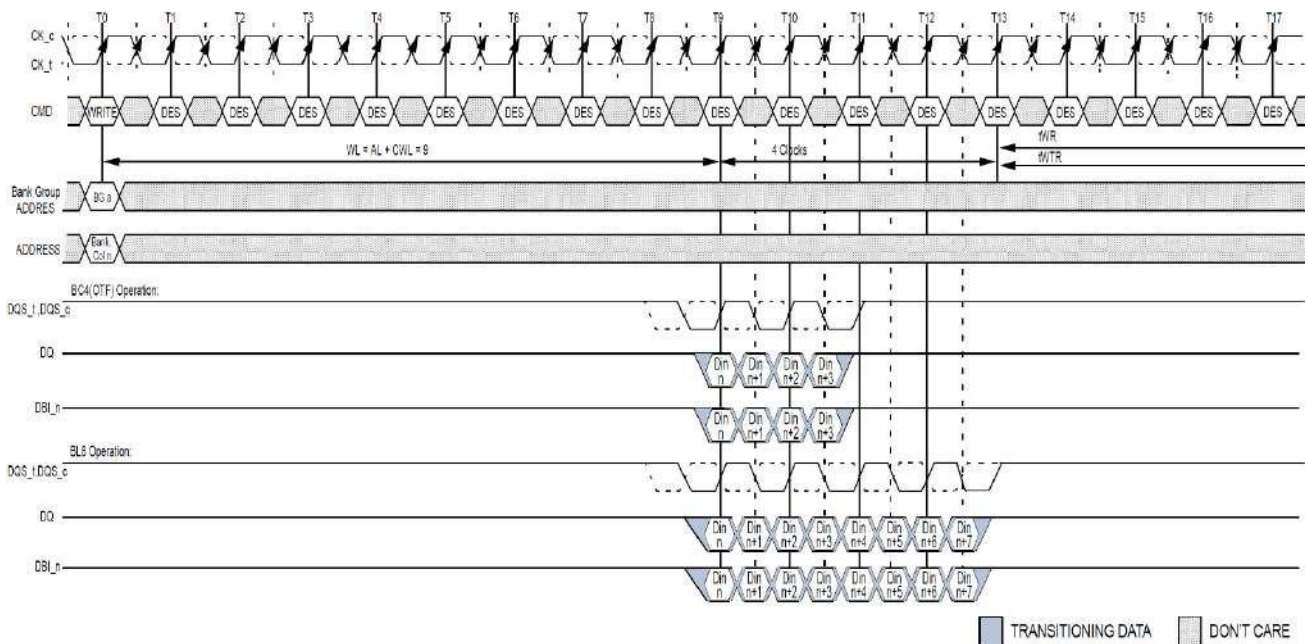 T0 T1 T2 T3 T4 T5 T6 T7 T8 T9 T10 T11 T12 T13 T14 T15 T16 T17
CK_c
CK_t
CMD WRITE DES DES DES DES DES DES DES DES DES DES DES DES DES DES DES DES DES
WL = AL + CWL = 9 4 Clocks tWR
tWTR
Bank Group
ADDRES BG a
ADDRESS Bank,
Col n
BC4(OTF) Operation:
DQS_t,DQS_c
DQ Din n Din n+1 Din n+2 Din n+3
DBI_n Din n Din n+1 Din n+2 Din n+3
BL8 Operation:
DQS_t,DQS_c
DQ Din n Din n+1 Din n+2 Din n+3 Din n+4 Din n+5 Din n+6 Din n+7
DBI_n Din n Din n+1 Din n+2 Din n+3 Din n+4 Din n+5 Din n+6 Din n+7
TRANSITIONING DATA DON'T CARE